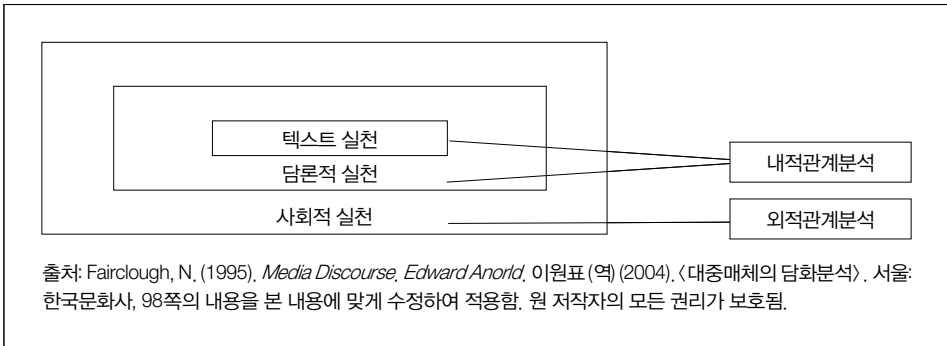 텍스트 실천
담론적 실천
내적관계분석
사회적 실천
외적관계분석
출처: Fairclough, N. (1995). Media Discourse, Edward Anorld. 이원표(역)(2004).〈대중매체의 담화분석〉. 서울:
한국문화사, 98쪽의 내용을 본 내용에 맞게 수정하여 적용함. 원 저작자의 모든 권리가 보호됨.